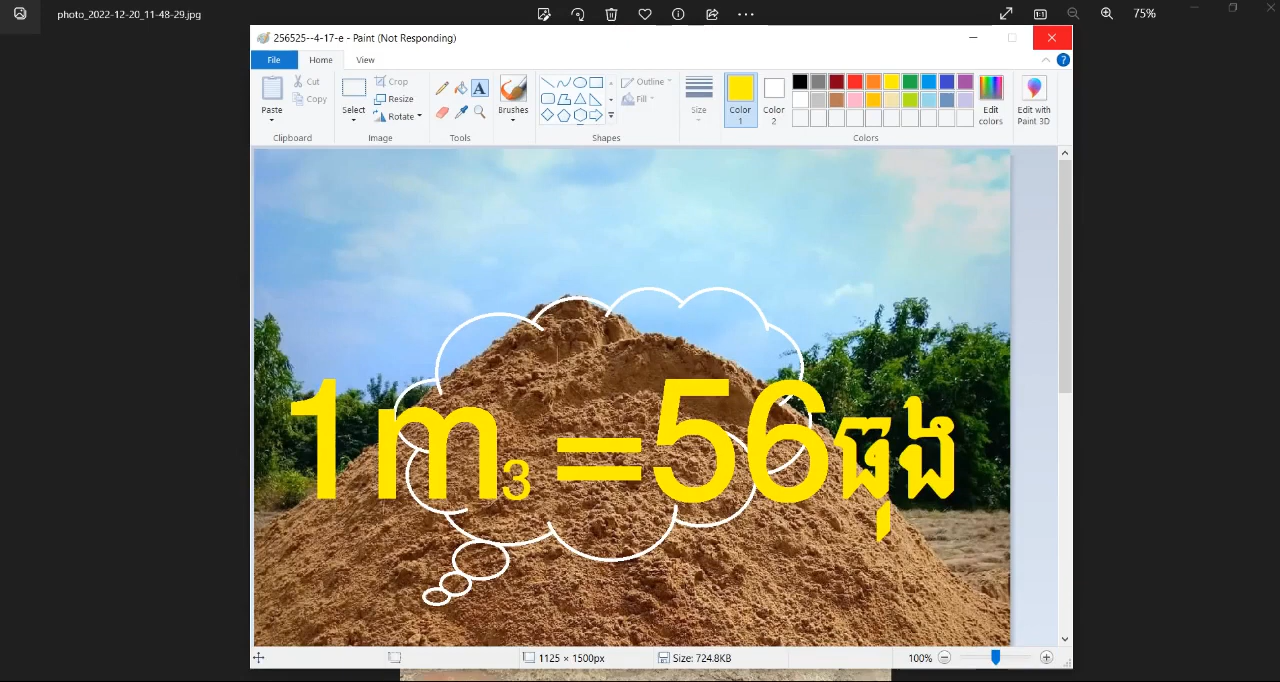 photo_2022-12-20_11-48-29.jpg
75%
256525--4-17-e - Paint (Not Responding)
File Home View
Paste
Cut
Copy
Clipboard
Select
Crop
Resize
Rotate
Image
A
Tools
Brushes
Outline
Fill
Shapes
Size
Color 1
Color 2
Edit colors
Edit with Paint 3D
Colors
1m3 =56ធុង
1125 × 1500px
Size: 724.8KB
100%